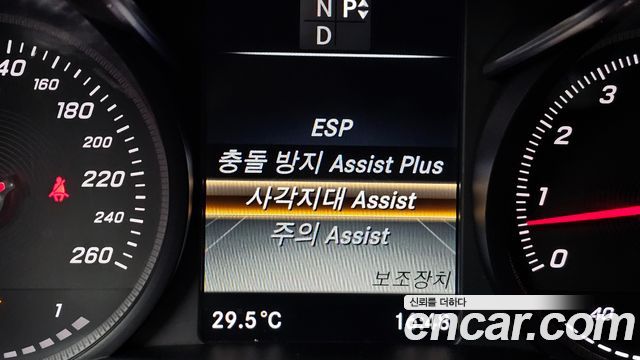 N P
D
ESP
충돌 방지 Assist Plus
사각지대 Assist
주의 Assist
보조장치
29.5°C
신뢰를 더하다
encar.com
160
180
200
220
240
260
1
3
2
1
0